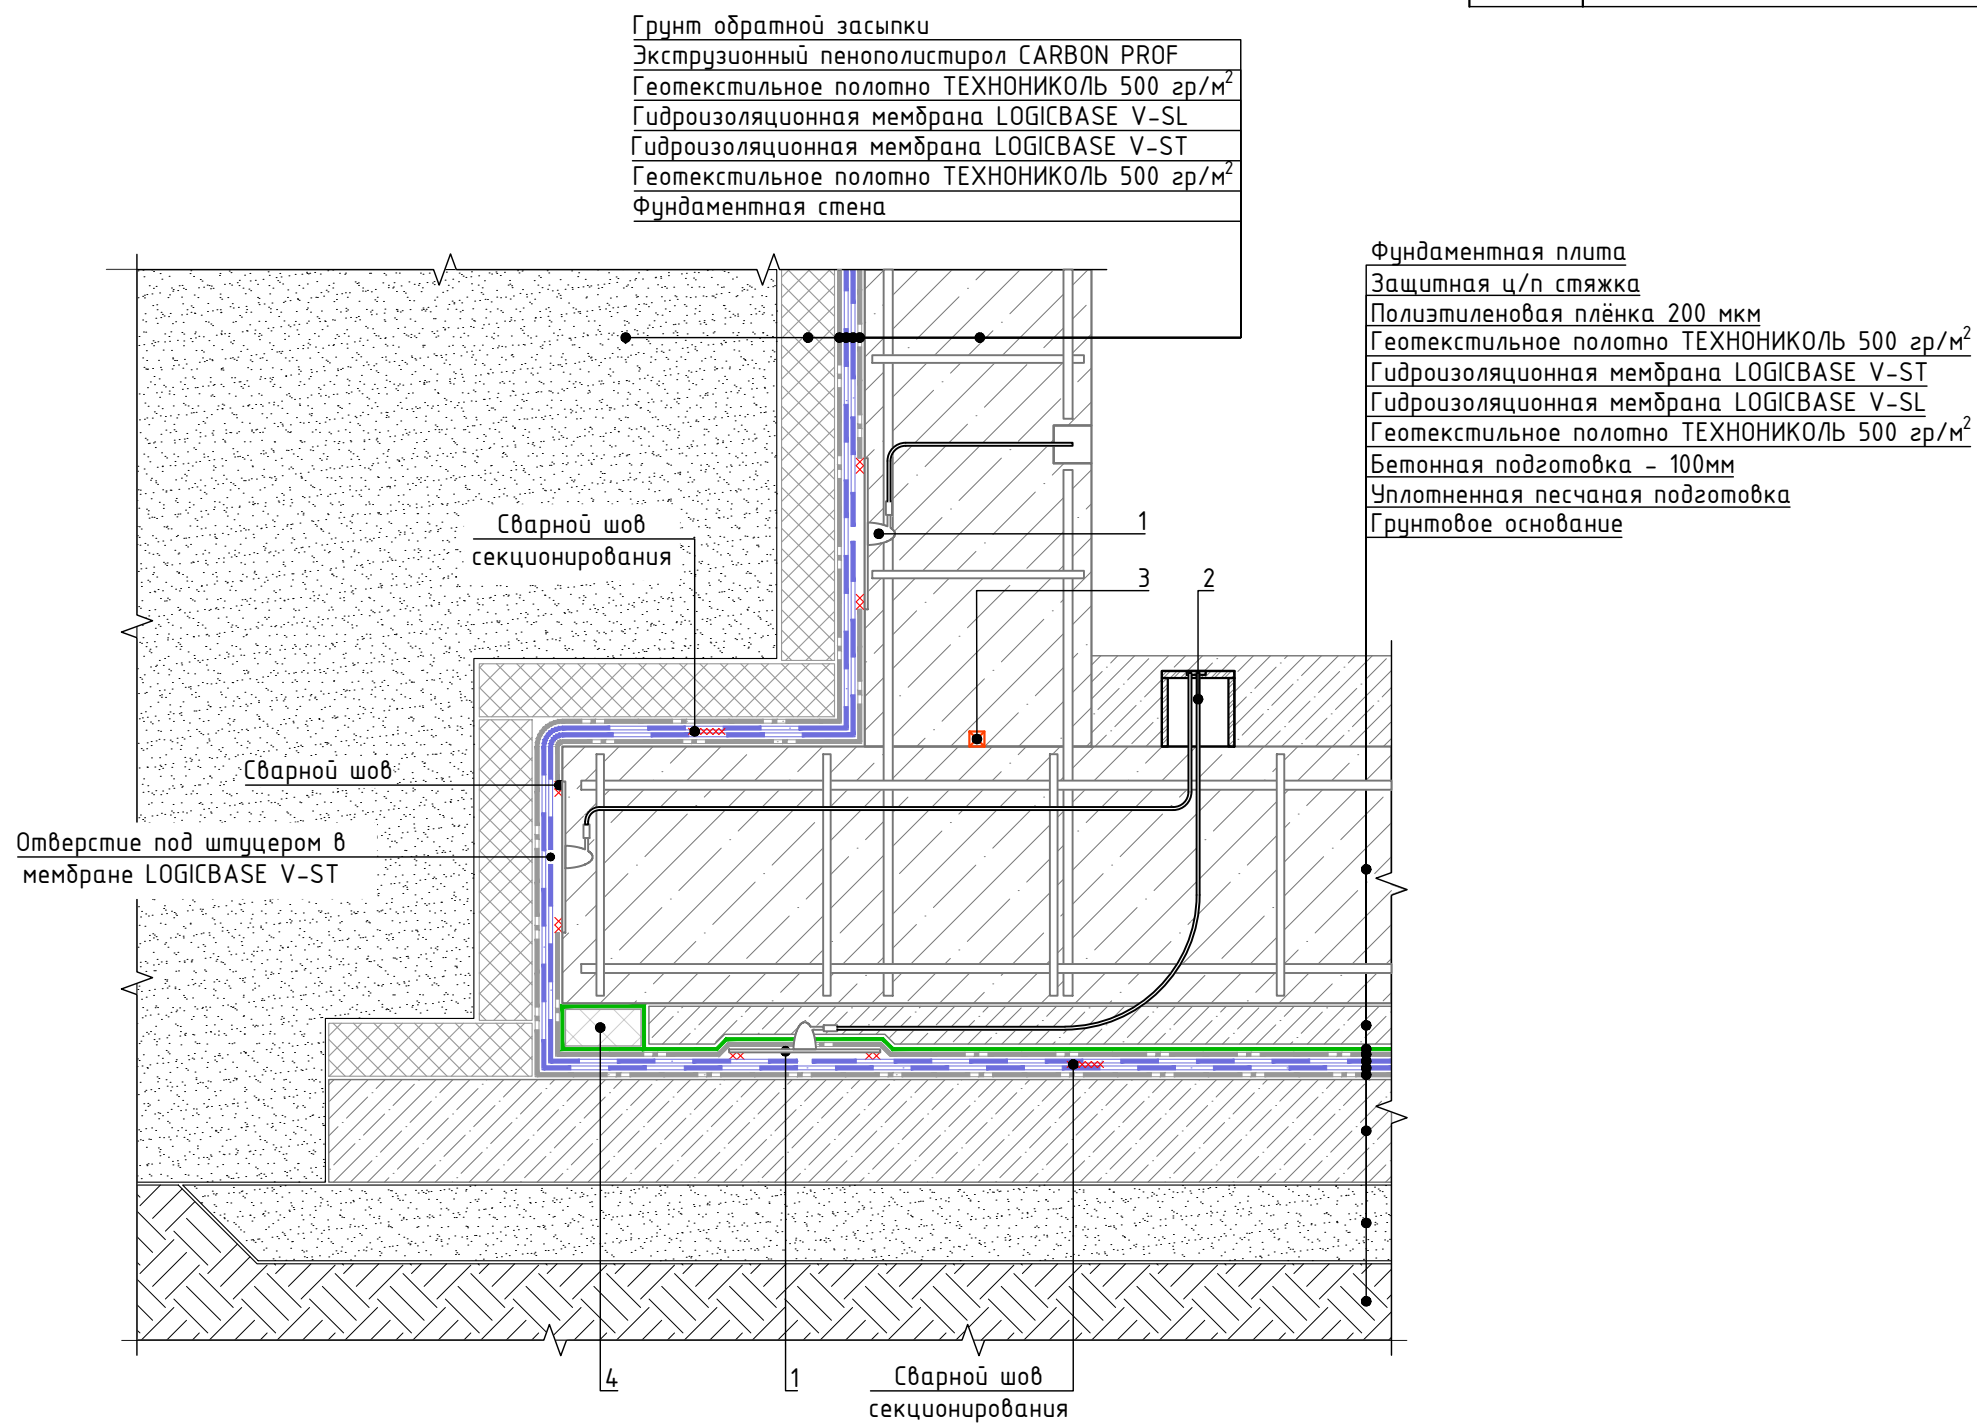 Грунт обратной засыпки
Экструзионный пенополистирол CARBON PROF
Геотекстильное полотно ТЕХНОНИКОЛЬ 500 гр/м²
Гидроизоляционная мембрана LOGICBASE V-SL
Гидроизоляционная мембрана LOGICBASE V-ST
Геотекстильное полотно ТЕХНОНИКОЛЬ 500 гр/м²
Фундаментная стена
Фундаментная плита
Защитная ц/п стяжка
Полиэтиленовая плёнка 200 мкм
Геотекстильное полотно ТЕХНОНИКОЛЬ 500 гр/м²
Гидроизоляционная мембрана LOGICBASE V-ST
Гидроизоляционная мембрана LOGICBASE V-SL
Геотекстильное полотно ТЕХНОНИКОЛЬ 500 гр/м²
Бетонная подготовка - 100мм
Уплотненная песчаная подготовка
Грунтовое основание
Сварной шов
секционирования
1
3
2
Сварной шов
Отверстие под штуцером в
мембране LOGICBASE V-ST
4
1
Сварной шов
секционирования